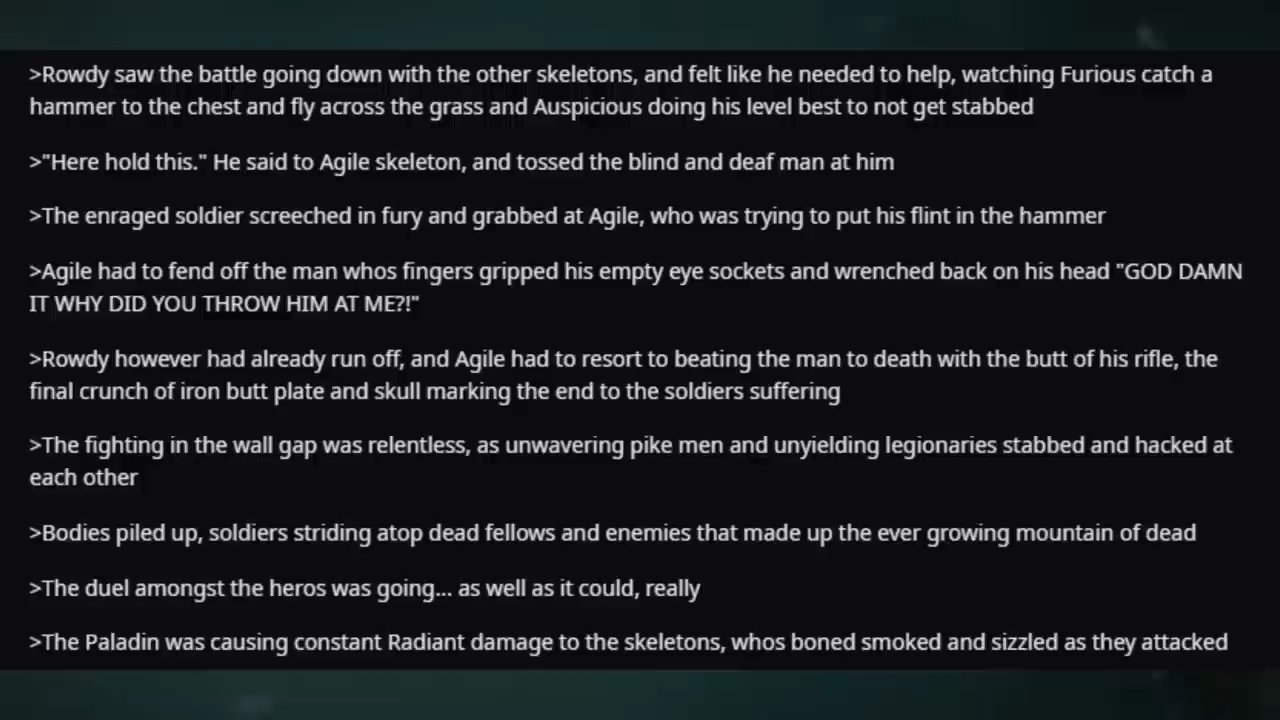 >Rowdy saw the battle going down with the other skeletons, and felt like he needed to help, watching Furious catch a
hammer to the chest and fly across the grass and Auspicious doing his level best to not get stabbed
>"Here hold this." He said to Agile skeleton, and tossed the blind and deaf man at him
>The enraged soldier screeched in fury and grabbed at Agile, who was trying to put his flint in the hammer
>Agile had to fend off the man whos fingers gripped his empty eye sockets and wrenched back on his head "GOD DAMN
IT WHY DID YOU THROW HIM AT ME?!"
>Rowdy however had already run off, and Agile had to resort to beating the man to death with the butt of his rifle, the
final crunch of iron butt plate and skull marking the end to the soldiers suffering
>The fighting in the wall gap was relentless, as unwavering pike men and unyielding legionaries stabbed and hacked at
each other
>Bodies piled up, soldiers striding atop dead fellows and enemies that made up the ever growing mountain of dead
>The duel amongst the heros was going... as well as it could, really
>The Paladin was causing constant Radiant damage to the skeletons, whos boned smoked and sizzled as they attacked